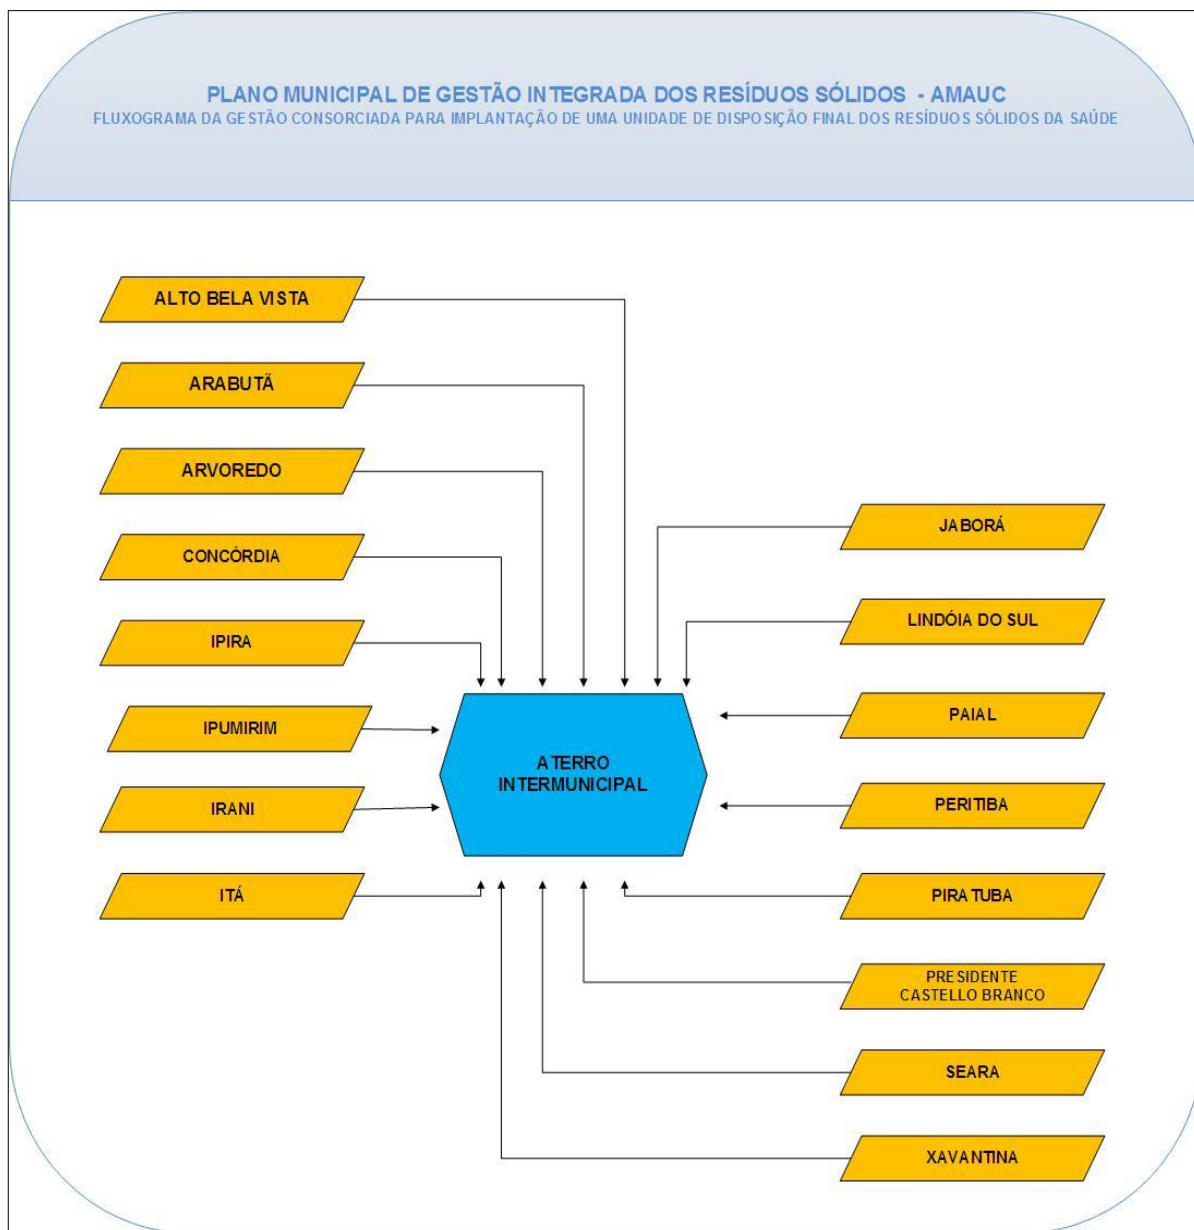 PLANO MUNICIPAL DE GESTÃO INTEGRADA DOS RESÍDUOS SÓLIDOS - AMAUC
FLUXOGRAMA DA GESTÃO CONSORCIADA PARA IMPLANTAÇÃO DE UMA UNIDADE DE DISPOSIÇÃO FINAL DOS RESÍDUOS SÓLIDOS DA SAÚDE
ALTO BELA VISTA
ARABUTÃ
ARVOREDO
CONCÓRDIA
IPIRA
IPUMIRIM
IRANI
ITÁ
ATERRO
INTERMUNICIPAL
JABORÁ
LINDÓIA DO SUL
PAIAL
PERITIBA
PIRATUBA
PRESIDENTE
CASTELLO BRANCO
SEARA
XAVANTINA